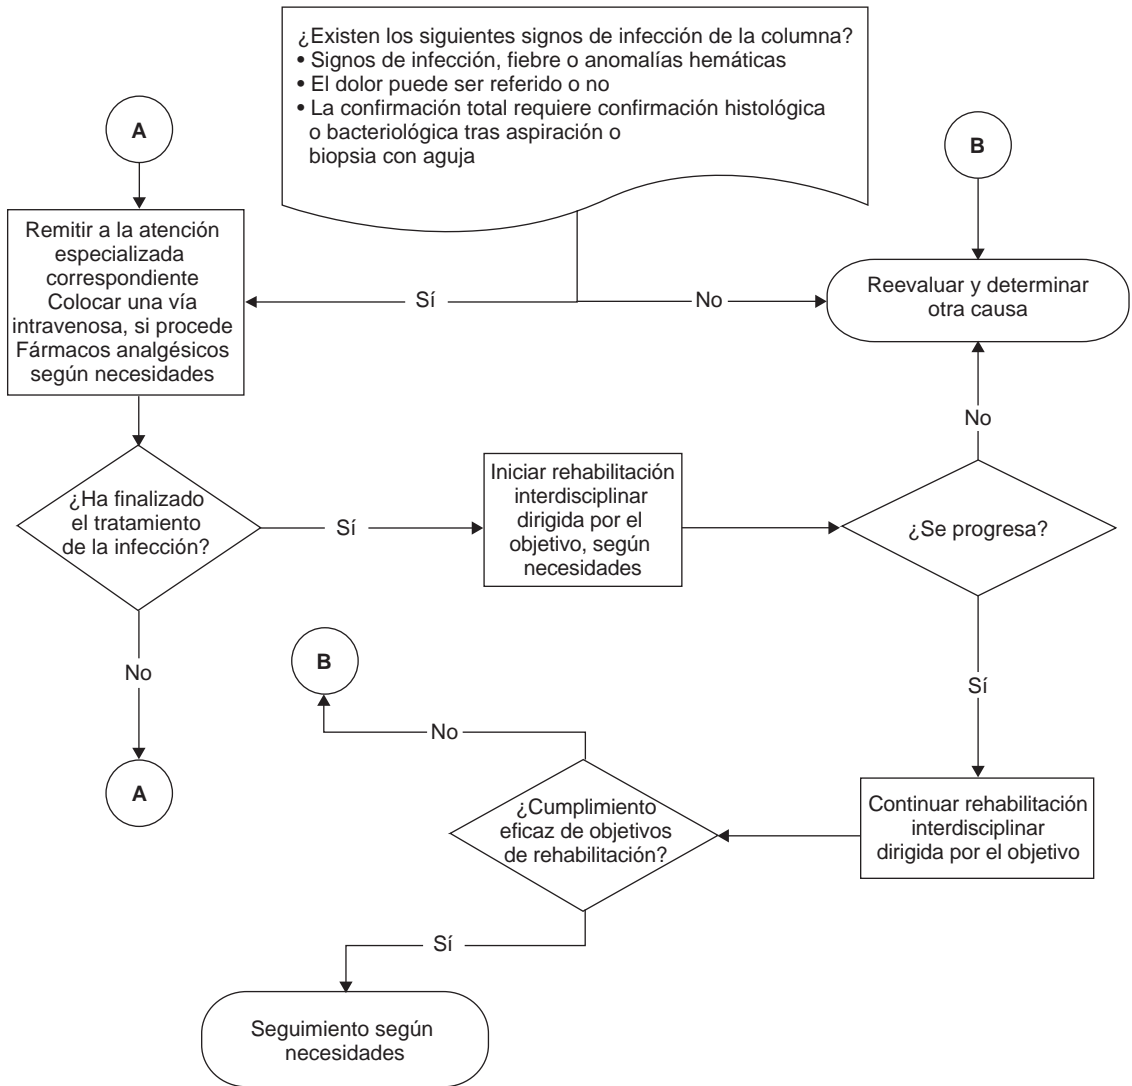 ¿Existen los siguientes signos de infección de la columna?
• Signos de infección, fiebre o anomalías hemáticas
• El dolor puede ser referido o no
• La confirmación total requiere confirmación histológica
o bacteriológica tras aspiración o
biopsia con aguja
A
B
Remitir a la atención
especializada
correspondiente
Colocar una vía
intravenosa, si procede
Fármacos analgésicos
según necesidades
Sí
No
Reevaluar y determinar
otra causa
No
¿Ha finalizado
el tratamiento
de la infección?
Sí
Iniciar rehabilitación
interdisciplinar
dirigida por el
objetivo, según
necesidades
¿Se progresa?
No
B
Sí
No
A
¿Cumplimiento
eficaz de objetivos
de rehabilitación?
Continuar rehabilitación
interdisciplinar
dirigida por el objetivo
Sí
Seguimiento según
necesidades